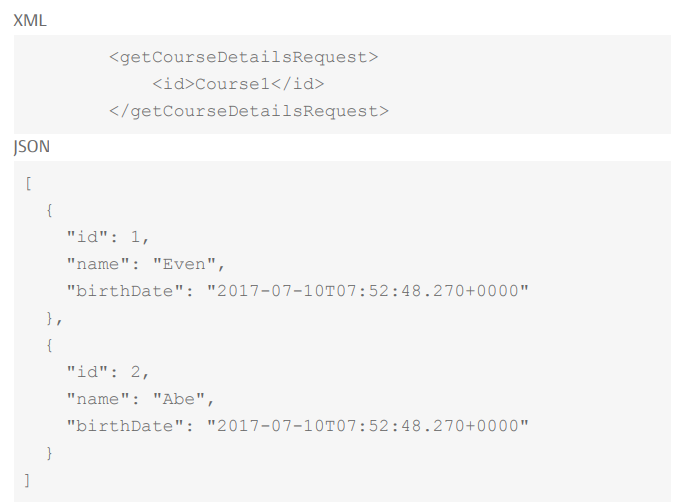 XML
<getCourseDetailsRequest>
<id>Course1</id>
</getCourseDetailsRequest>
JSON
[
{
"id": 1,
"name": "Even",
"birthDate": "2017-07-10T07:52:48.270+0000"
},
{
"id": 2,
"name": "Abe",
"birthDate": "2017-07-10T07:52:48.270+0000"
}
]